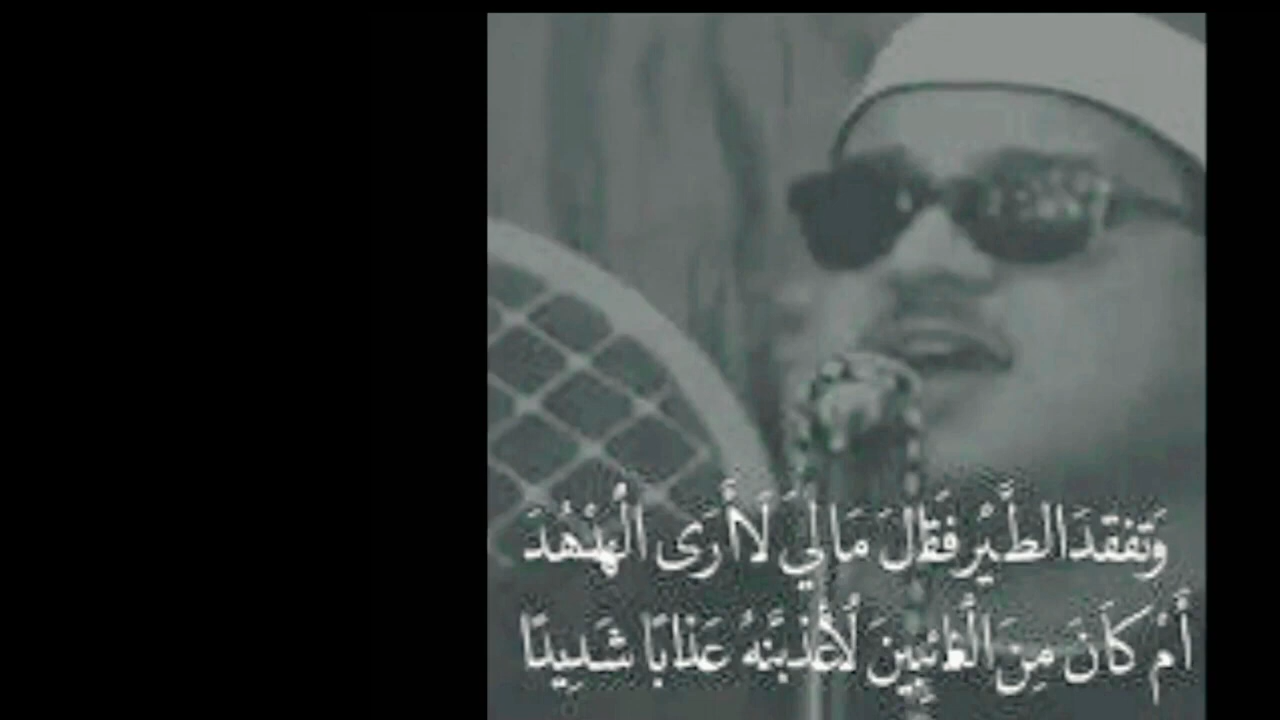 وَتَفَقَدَ الطَّيْرَ فَقَالَ مَا لِيَ لَا أَرَى الْهُدْهُدَ
أَمْ كَانَ مِنَ الْغَائِبِينَ لَأُعَذِّبَنَّهُ عَذَابًا شَدِيدًا